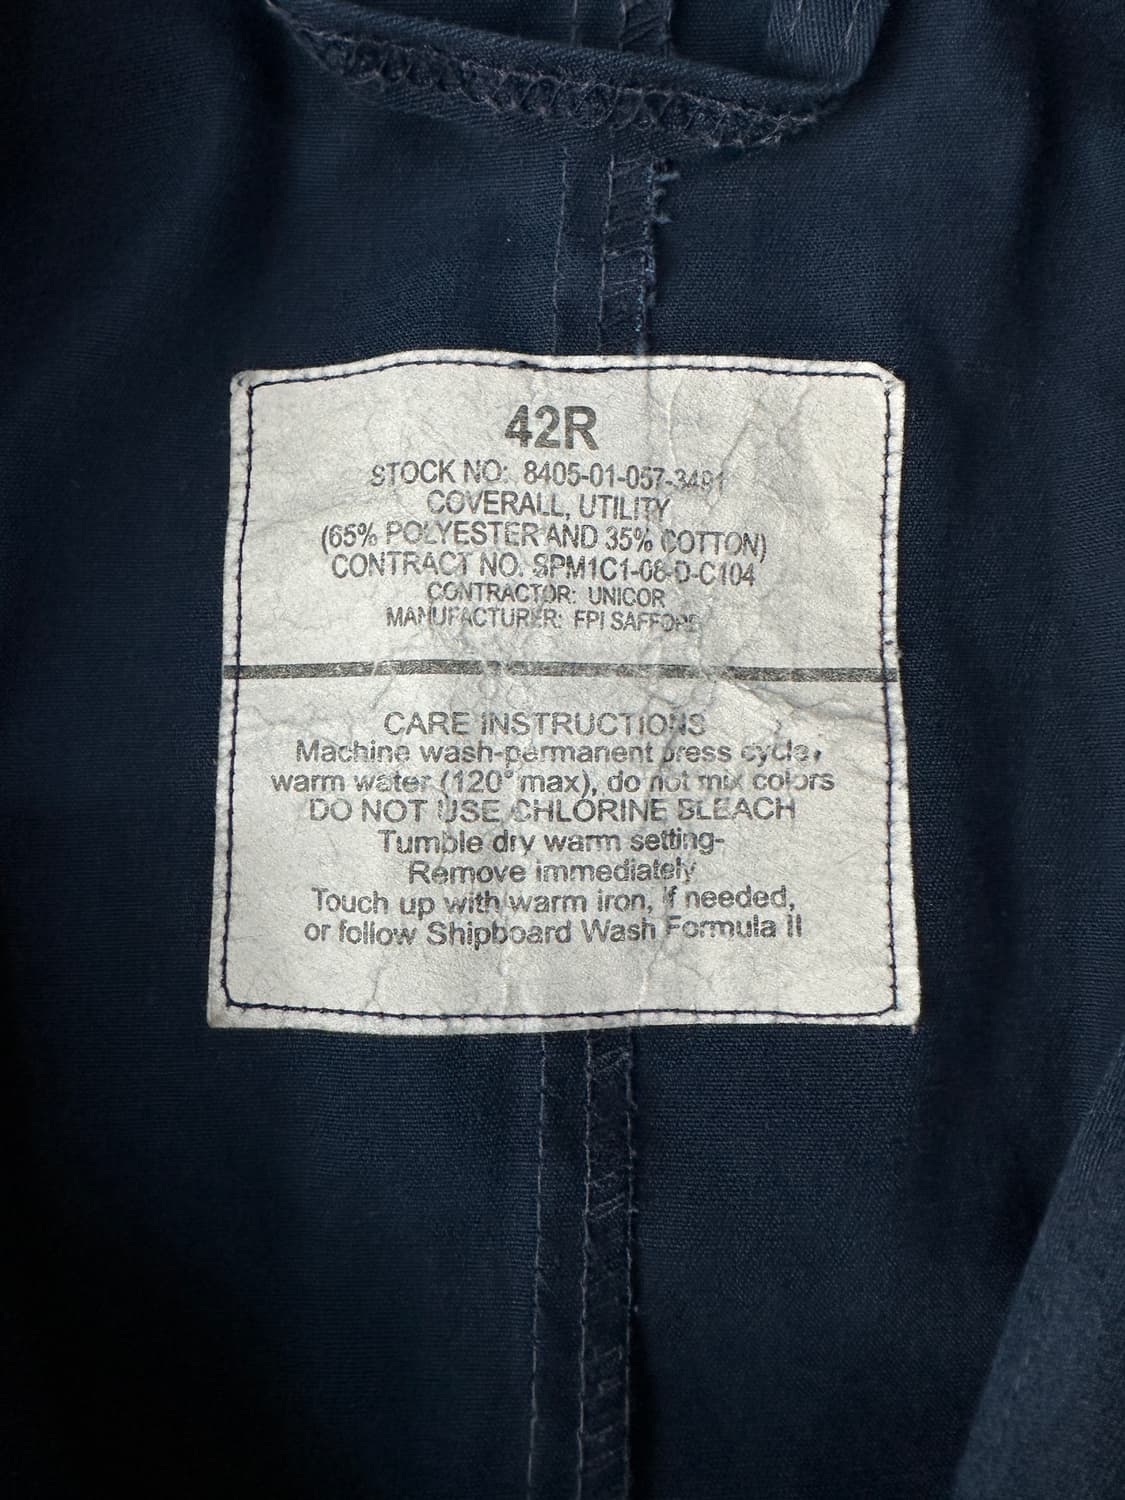 42R
STOCK NO: 8405-01-057-3491
COVERALL, UTILITY
(65% POLYESTER AND 35% COTTON)
CONTRACT NO. SPM1C1-06-D-C104
CONTRACTOR: UNICOR
MANUFACTURER: FPI SAFFORD
CARE INSTRUCTIONS
Machine wash-permanent press cycle,
warm water (120° max), do not mix colors
DO NOT USE CHLORINE BLEACH
Tumble dry warm setting-
Remove immediately
Touch up with warm iron, if needed,
or follow Shipboard Wash Formula II